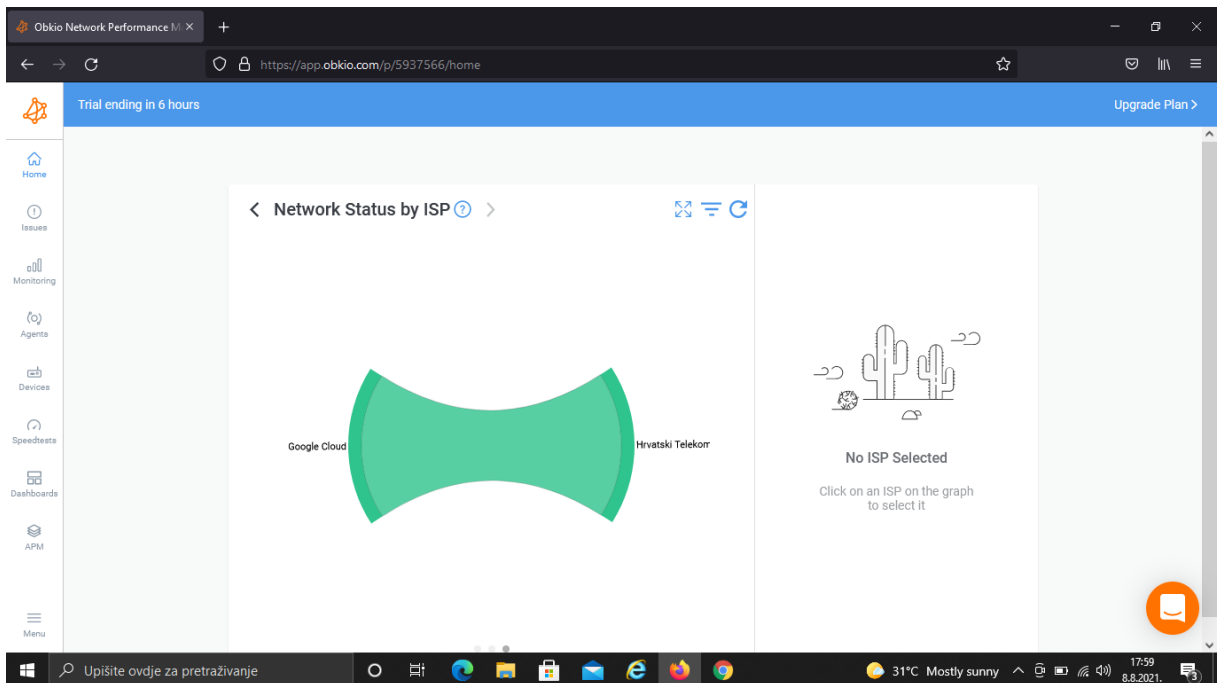 Obkio Network Performance M
https://app.obkio.com/p/5937566/home
Trial ending in 6 hours
Upgrade Plan >
Home
Issues
Monitoring
Agents
Devices
Speedtests
Dashboards
APM
Menu
Network Status by ISP
Google Cloud
Hrvatski Telekom
No ISP Selected
Click on an ISP on the graph
to select it
Upišite ovdje za pretraživanje
31°C Mostly sunny
17:59
8.8.2021.
3